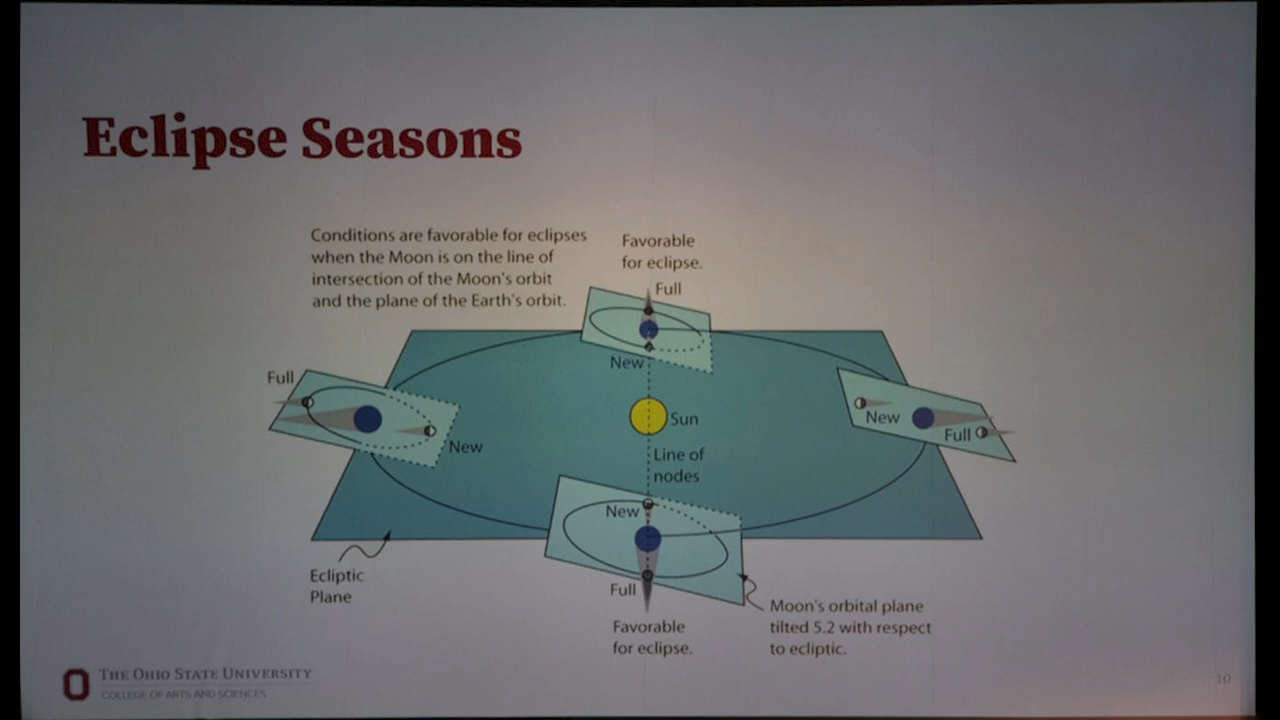 Eclipse Seasons
Conditions are favorable for eclipses
when the Moon is on the line of
intersection of the Moon's orbit
and the plane of the Earth's orbit.
Favorable
for eclipse.
Full
New
Full
New
Sun
New
Full
Line of
nodes
New
Full
Ecliptic
Plane
Favorable
for eclipse.
Moon's orbital plane
tilted 5.2 with respect
to ecliptic.
THE OHIO STATE UNIVERSITY
COLLEGE OF ARTS AND SCIENCES
10